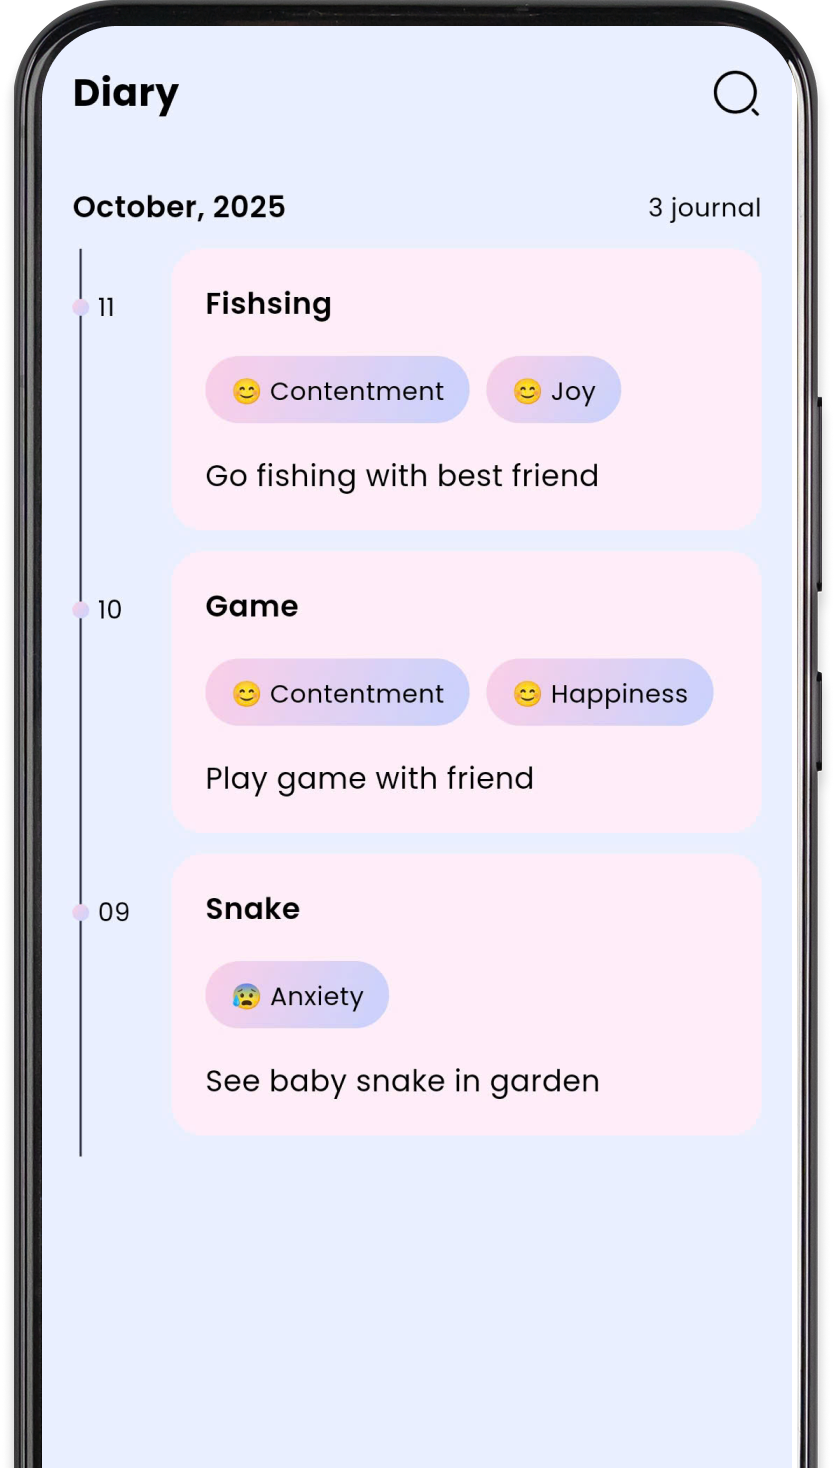 Diary
October, 2025 3 journal
11 Fishsing
😊 Contentment 😊 Joy
Go fishing with best friend
10 Game
😊 Contentment 😊 Happiness
Play game with friend
09 Snake
😰 Anxiety
See baby snake in garden